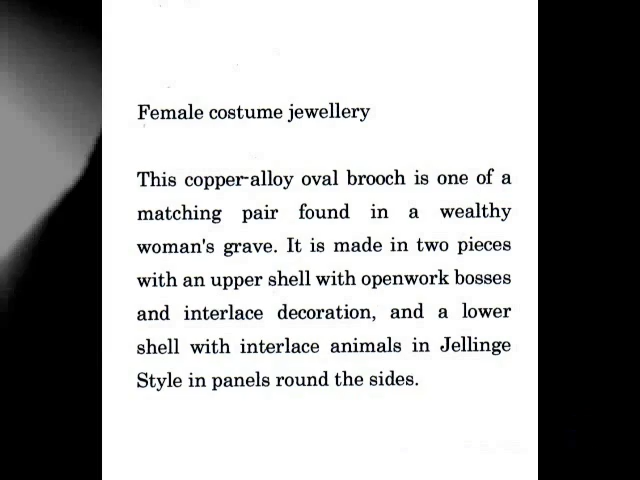 Female costume jewellery
This copper-alloy oval brooch is one of a
matching pair found in a wealthy
woman's grave. It is made in two pieces
with an upper shell with openwork bosses
and interlace decoration, and a lower
shell with interlace animals in Jellinge
Style in panels round the sides.